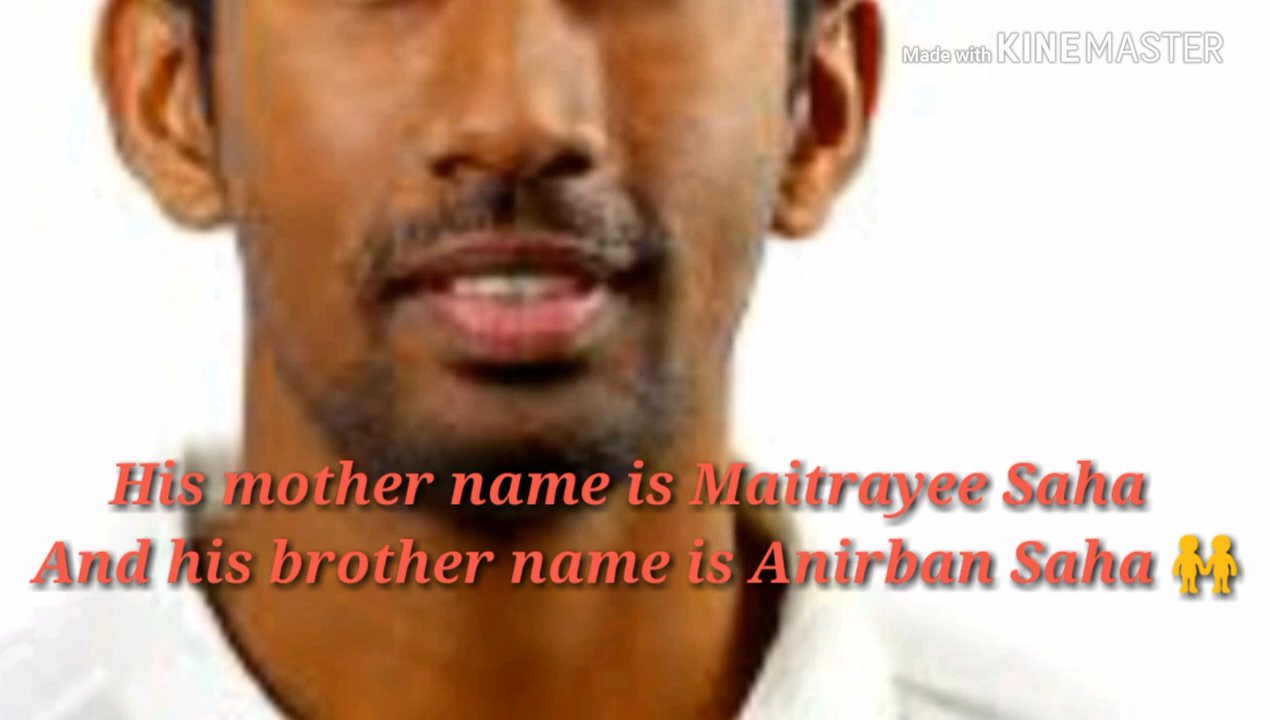 Made with KINEMASTER
His mother name is Maitrayee Saha
And his brother name is Anirban Saha 👬